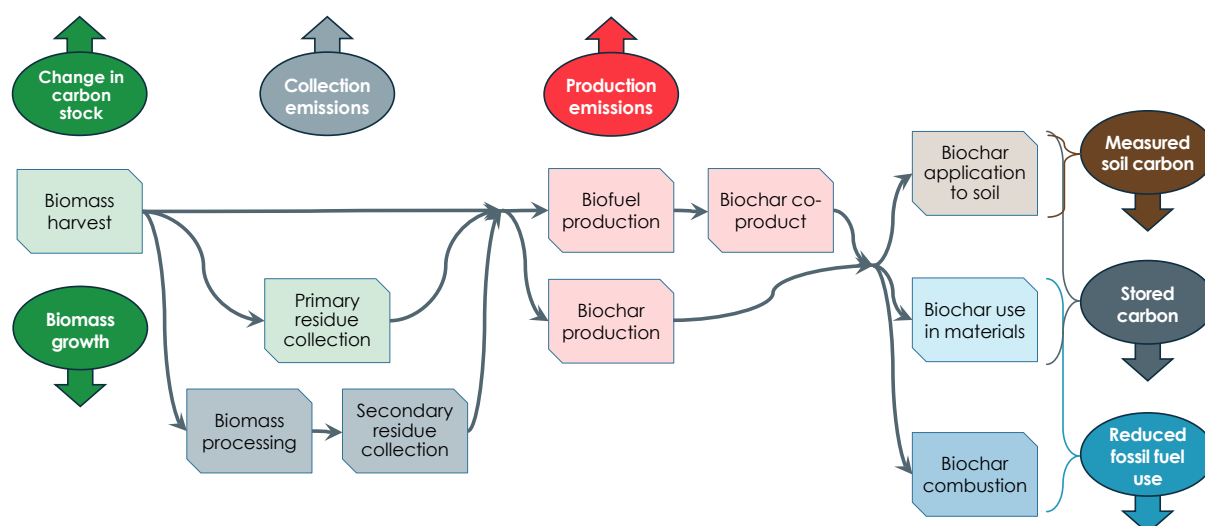 Change in
carbon
stock
Collection
emissions
Production
emissions
Biomass
harvest
Biofuel
production
Biochar co-
product
Biochar
application
to soil
Measured
soil carbon
Biomass
growth
Primary
residue
collection
Biochar
production
Biochar use
in materials
Stored
carbon
Biomass
processing
Secondary
residue
collection
Biochar
combustion
Reduced
fossil fuel
use